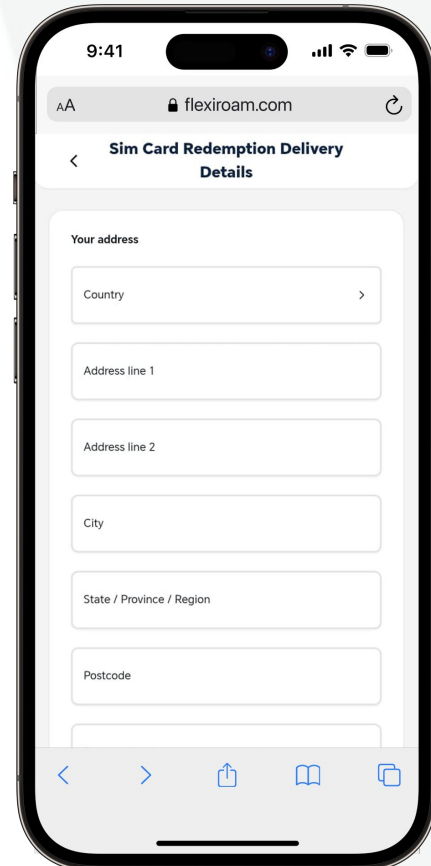 9:41
AA
flexiroam.com
Sim Card Redemption Delivery
Details
Your address
Country
Address line 1
Address line 2
City
State / Province / Region
Postcode